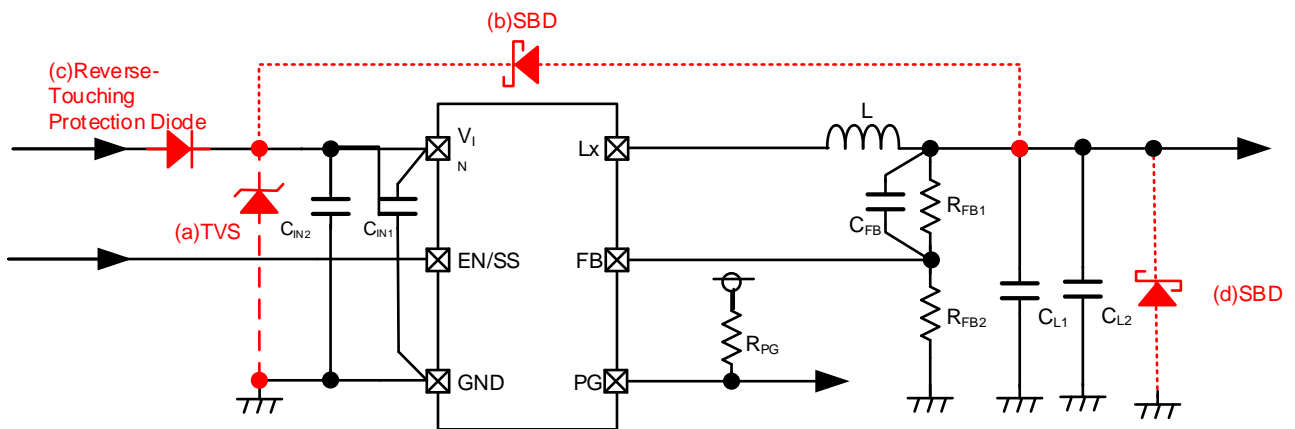 (b)SBD
(c)Reverse-
Touching
Protection Diode
L
VI
N
Lx
RFB1
CFB
(a)TVS
CIN2
CIN1
EN/SS
FB
(d)SBD
RFB2
CL1
CL2
RPG
GND
PG